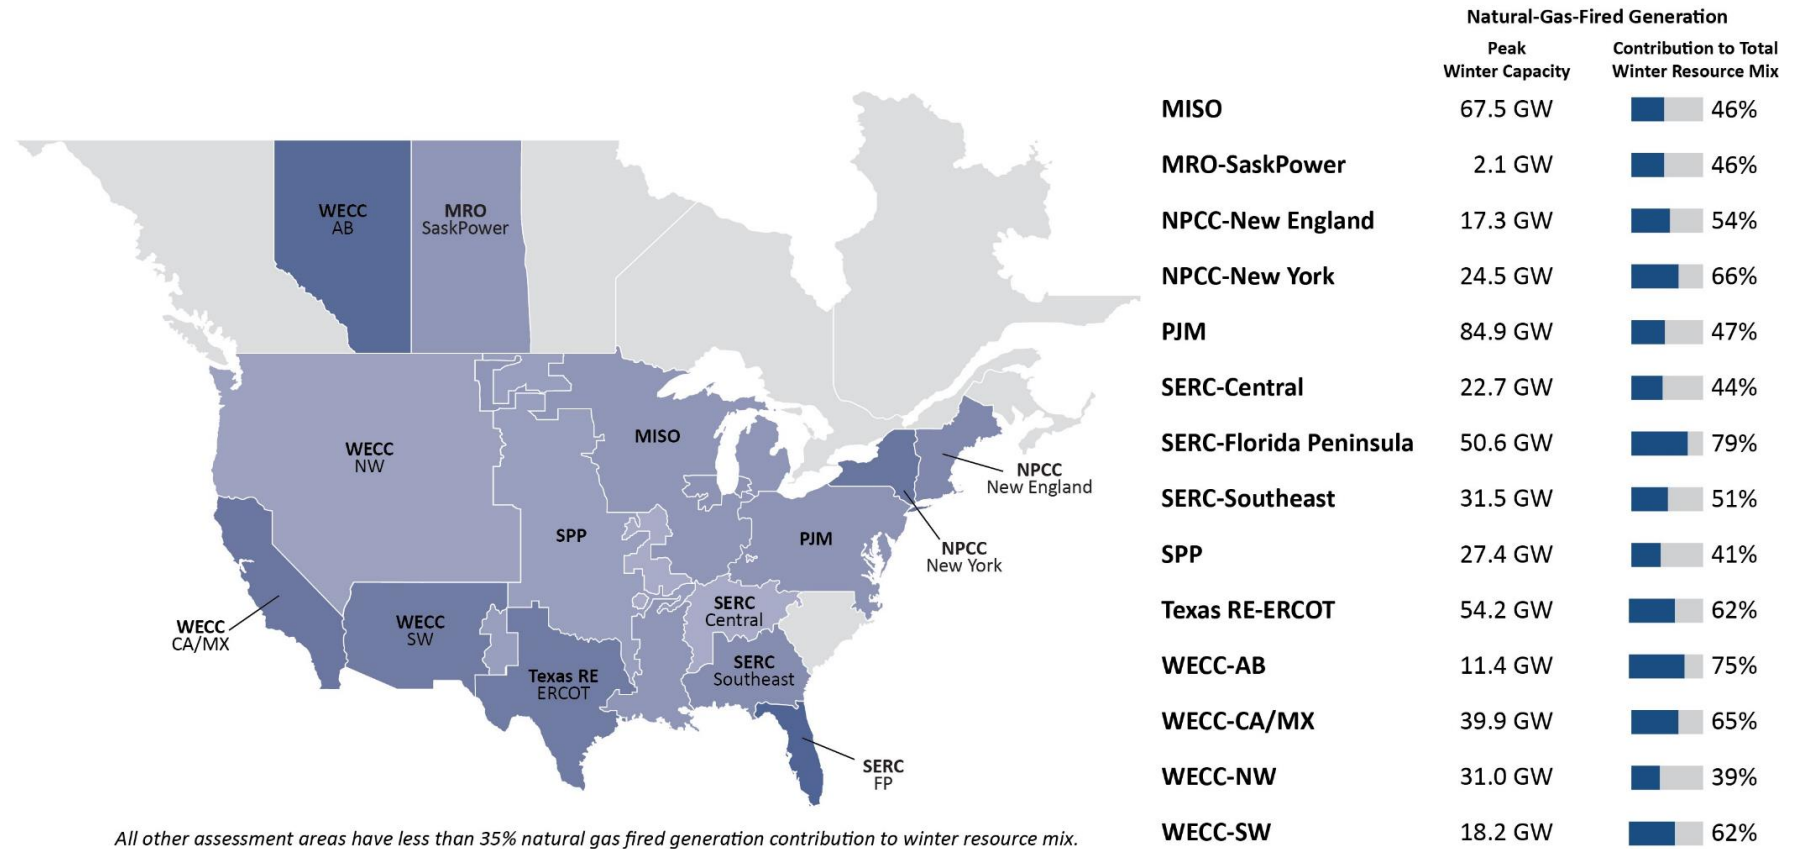 Natural-Gas-Fired Generation
Peak Winter Capacity
Contribution to Total Winter Resource Mix
MISO 67.5 GW 46%
MRO-SaskPower 2.1 GW 46%
NPCC-New England 17.3 GW 54%
NPCC-New York 24.5 GW 66%
PJM 84.9 GW 47%
SERC-Central 22.7 GW 44%
SERC-Florida Peninsula 50.6 GW 79%
SERC-Southeast 31.5 GW 51%
SPP 27.4 GW 41%
Texas RE-ERCOT 54.2 GW 62%
WECC-AB 11.4 GW 75%
WECC-CA/MX 39.9 GW 65%
WECC-NW 31.0 GW 39%
WECC-SW 18.2 GW 62%
WECC
AB
MRO
SaskPower
WECC
NW
MISO
NPCC
New England
SPP
PJM
NPCC
New York
WECC
CA/MX
WECC
SW
SERC
Central
Texas RE
ERCOT
SERC
Southeast
SERC
FP
All other assessment areas have less than 35% natural gas fired generation contribution to winter resource mix.